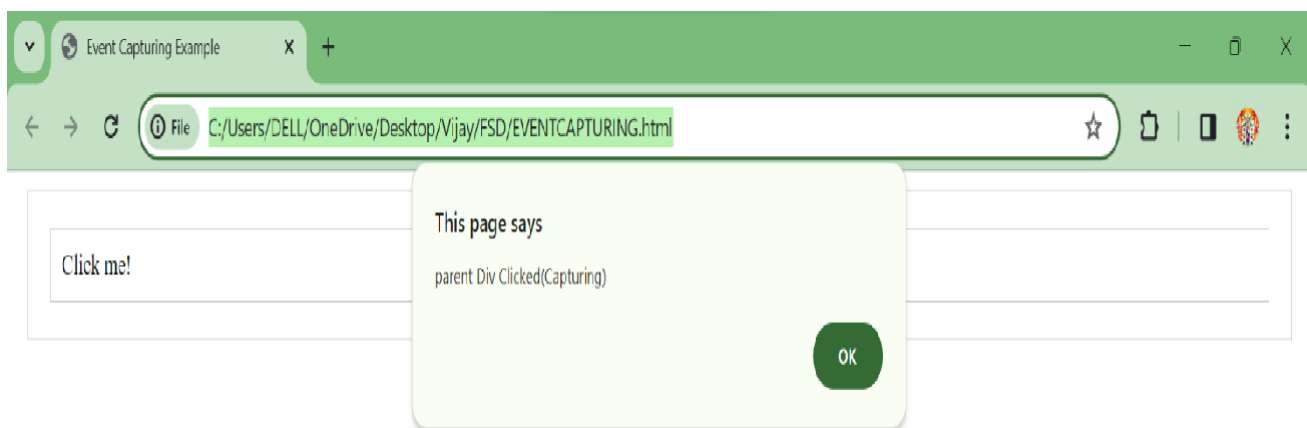 Event Capturing Example
File C:/Users/DELL/OneDrive/Desktop/Vijay/FSD/EVENTCAPTURING.html
This page says
Click me!
parent Div Clicked(Capturing)
OK